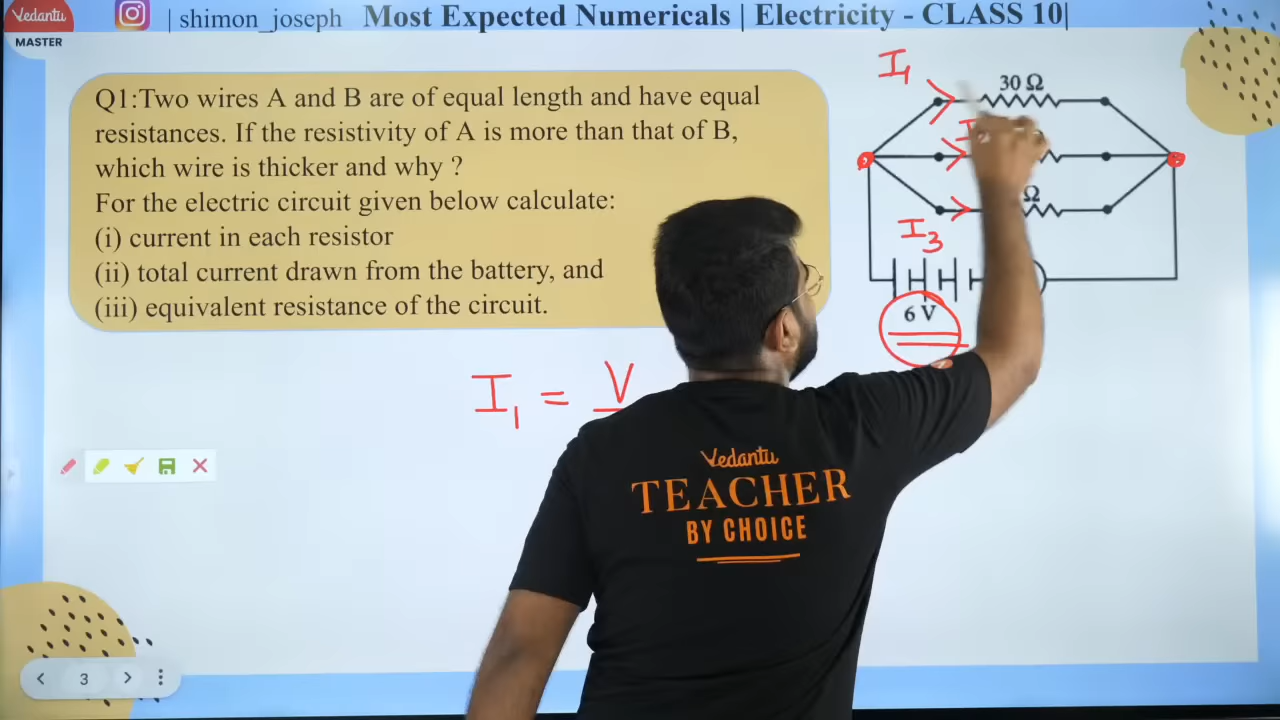 Vedantu
MASTER
| shimon_joseph Most Expected Numericals | Electricity - CLASS 10|
Q1:Two wires A and B are of equal length and have equal
resistances. If the resistivity of A is more than that of B,
which wire is thicker and why ?
For the electric circuit given below calculate:
(i) current in each resistor
(ii) total current drawn from the battery, and
(iii) equivalent resistance of the circuit.
I₁
30 Ω
Ω
I₃
6 V
I₁ = V
Vedantu
TEACHER
BY CHOICE
3